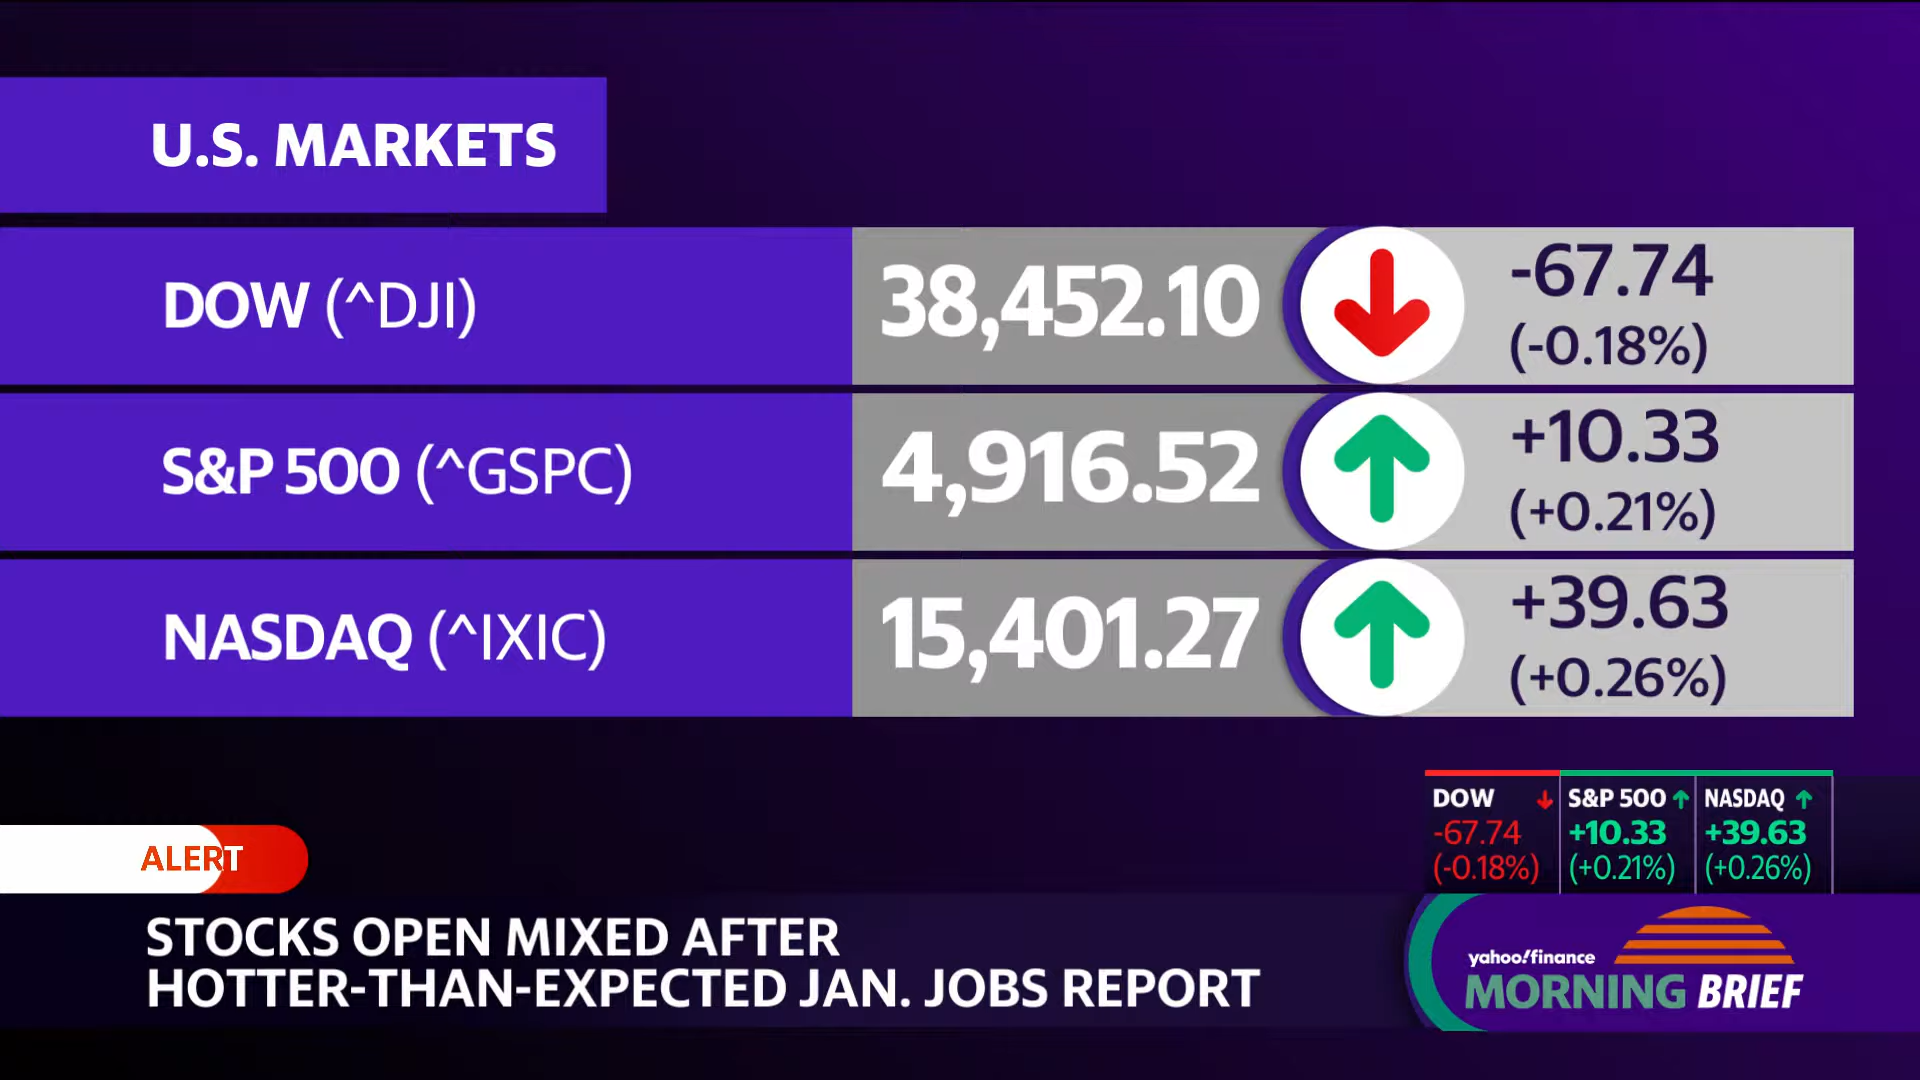 U.S. MARKETS
DOW (^DJI) 38,452.10 -67.74
(-0.18%)
S&P 500 (^GSPC) 4,916.52 +10.33
(+0.21%)
NASDAQ (^IXIC) 15,401.27 +39.63
(+0.26%)
DOW S&P 500 NASDAQ
-67.74 +10.33 +39.63
(-0.18%) (+0.21%) (+0.26%)
ALERT
STOCKS OPEN MIXED AFTER
HOTTER-THAN-EXPECTED JAN. JOBS REPORT
yahoo!finance
MORNING BRIEF